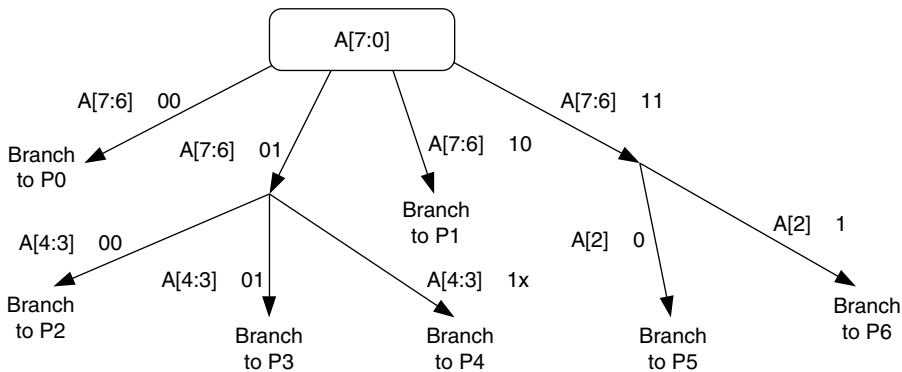 A[7:0]
A[7:6] 00
A[7:6] 11
A[7:6] 01
A[7:6] 10
Branch
to P0
Branch
to P1
A[4:3] 00
A[2] 0
A[2] 1
A[4:3] 01
A[4:3] 1x
Branch
to P2
Branch
to P3
Branch
to P4
Branch
to P5
Branch
to P6